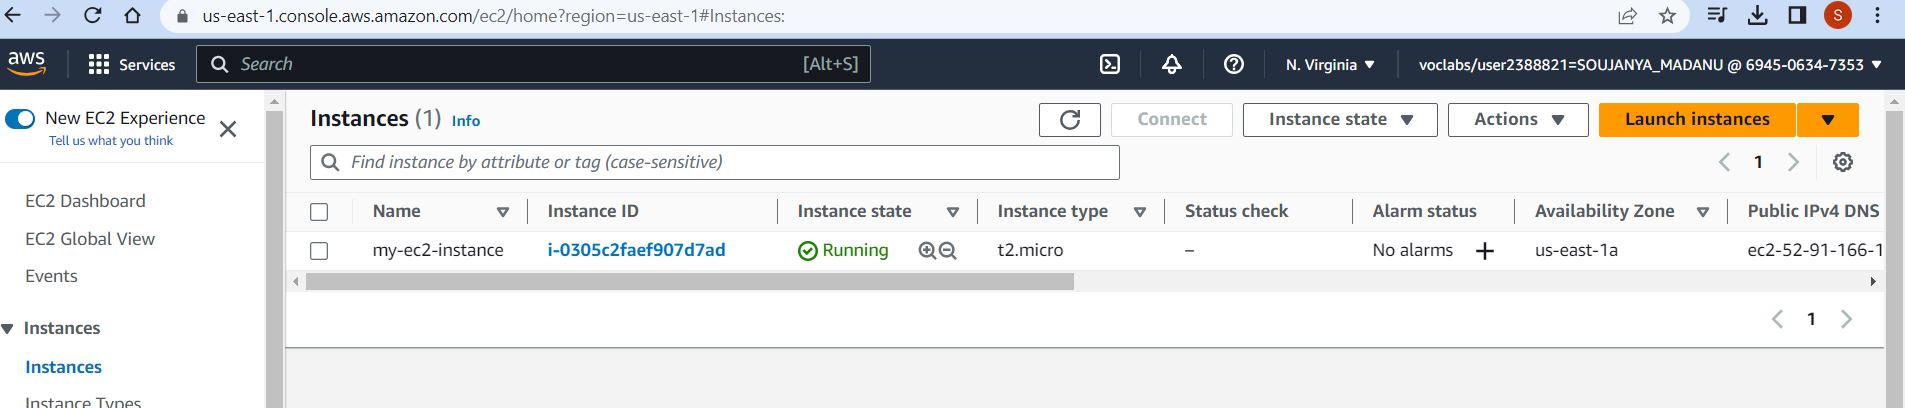 us-east-1.console.aws.amazon.com/ec2/home?region=us-east-1#Instances:
S
aws
Services
Search
[Alt+S]
N. Virginia
voclabs/user2388821=SOUJANYA_MADANU @ 6945-0634-7353
New EC2 Experience
Tell us what you think
EC2 Dashboard
EC2 Global View
Events
Instances
Instances
Instance Types
Instances (1) Info
Connect
Instance state
Actions
Launch instances
Find instance by attribute or tag (case-sensitive)
1
Name Instance ID Instance state Instance type Status check Alarm status Availability Zone Public IPv4 DNS
my-ec2-instance i-0305c2faef907d7ad Running t2.micro – No alarms + us-east-1a ec2-52-91-166-1
1